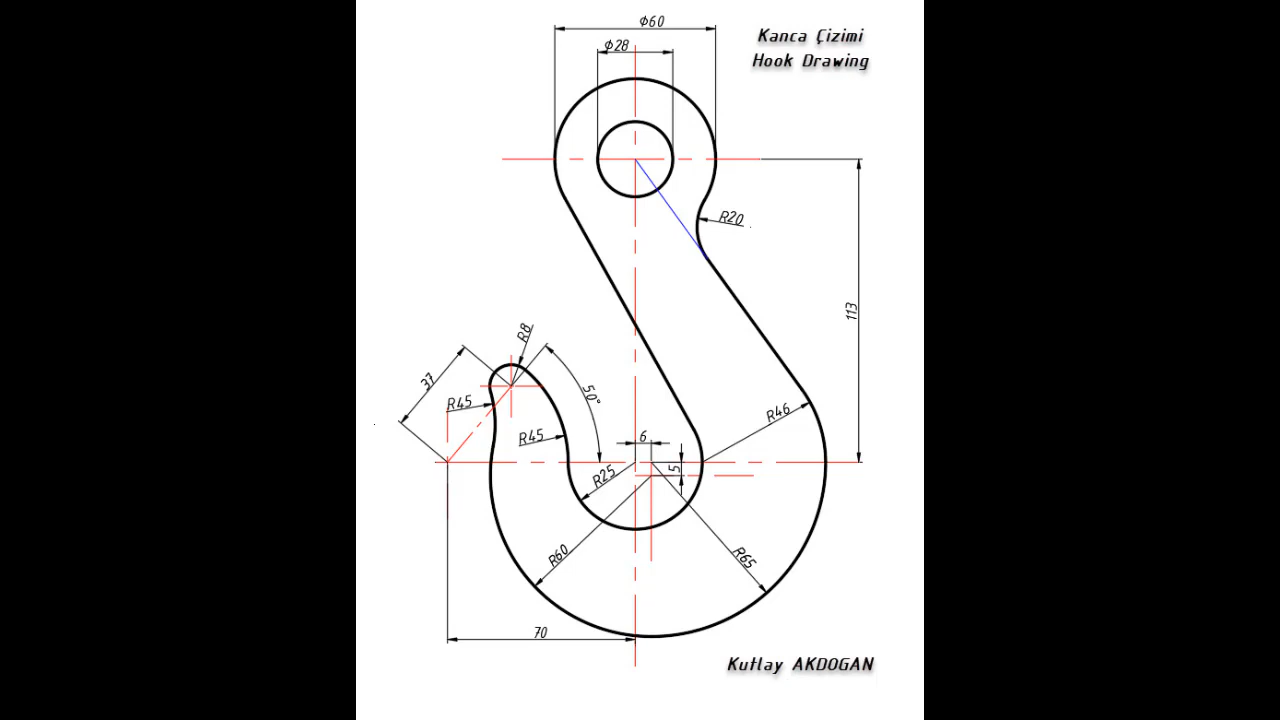 Φ60
Kanca Çizimi
Φ28
Hook Drawing
R20
113
R8
37
50°
R45
R46
R45
6
5
R25
R60
R65
70
Kutlay AKDOGAN